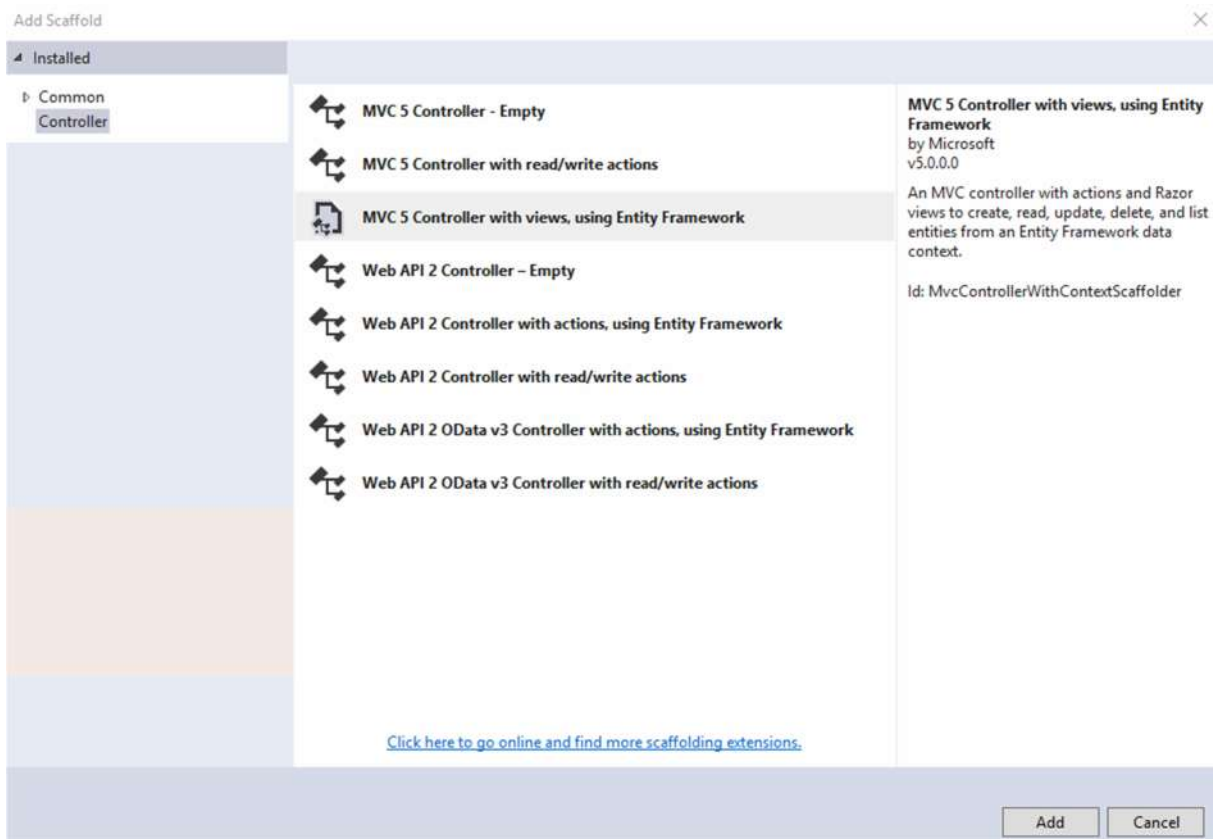 Add Scaffold
Installed
Common
Controller
MVC 5 Controller - Empty
MVC 5 Controller with read/write actions
MVC 5 Controller with views, using Entity Framework
Web API 2 Controller – Empty
Web API 2 Controller with actions, using Entity Framework
Web API 2 Controller with read/write actions
Web API 2 OData v3 Controller with actions, using Entity Framework
Web API 2 OData v3 Controller with read/write actions
Click here to go online and find more scaffolding extensions.
MVC 5 Controller with views, using Entity
Framework
by Microsoft
v5.0.0.0
An MVC controller with actions and Razor
views to create, read, update, delete, and list
entities from an Entity Framework data
context.
Id: MvcControllerWithContextScaffolder
Add
Cancel